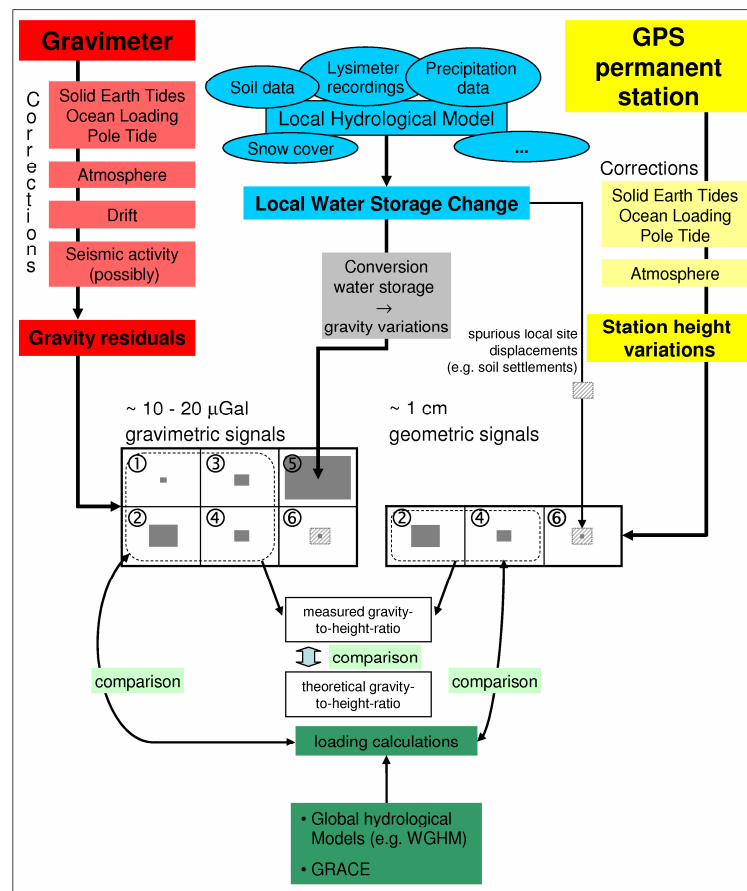 Gravimeter
Corrections
Solid Earth Tides
Ocean Loading
Pole Tide
Atmosphere
Drift
Seismic activity
(possibly)
Gravity residuals
Soil data
Lysimeter
recordings
Precipitation
data
Local Hydrological Model
Snow cover
...
Local Water Storage Change
Conversion
water storage
→
gravity variations
spurious local site
displacements
(e.g. soil settlements)
GPS
permanent
station
Corrections
Solid Earth Tides
Ocean Loading
Pole Tide
Atmosphere
Station height
variations
~ 10 - 20 µGal
gravimetric signals
① ③ ⑤
② ④ ⑥
~ 1 cm
geometric signals
② ④ ⑥
measured gravity-
to-height-ratio
comparison
theoretical gravity-
to-height-ratio
comparison
comparison
loading calculations
• Global hydrological
Models (e.g. WGHM)
• GRACE